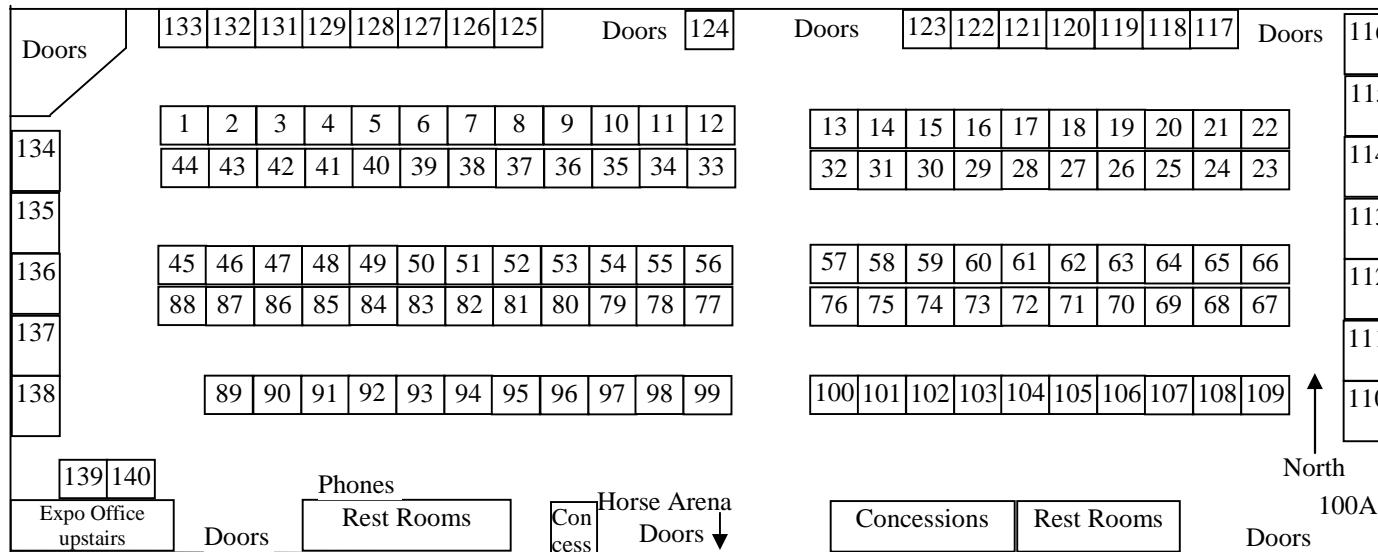 133 132 131 129 128 127 126 125 Doors 124 Doors 123 122 121 120 119 118 117 Doors 116
Doors
115
1 2 3 4 5 6 7 8 9 10 11 12 13 14 15 16 17 18 19 20 21 22
134 44 43 42 41 40 39 38 37 36 35 34 33 32 31 30 29 28 27 26 25 24 23 114
135 113
136 45 46 47 48 49 50 51 52 53 54 55 56 57 58 59 60 61 62 63 64 65 66 112
88 87 86 85 84 83 82 81 80 79 78 77 76 75 74 73 72 71 70 69 68 67
137 111
138 89 90 91 92 93 94 95 96 97 98 99 100 101 102 103 104 105 106 107 108 109 110
139 140 North
Phones
Expo Office
upstairs
Doors
Rest Rooms
Con
cess
Horse Arena
Doors
Concessions
Rest Rooms
100A
Doors